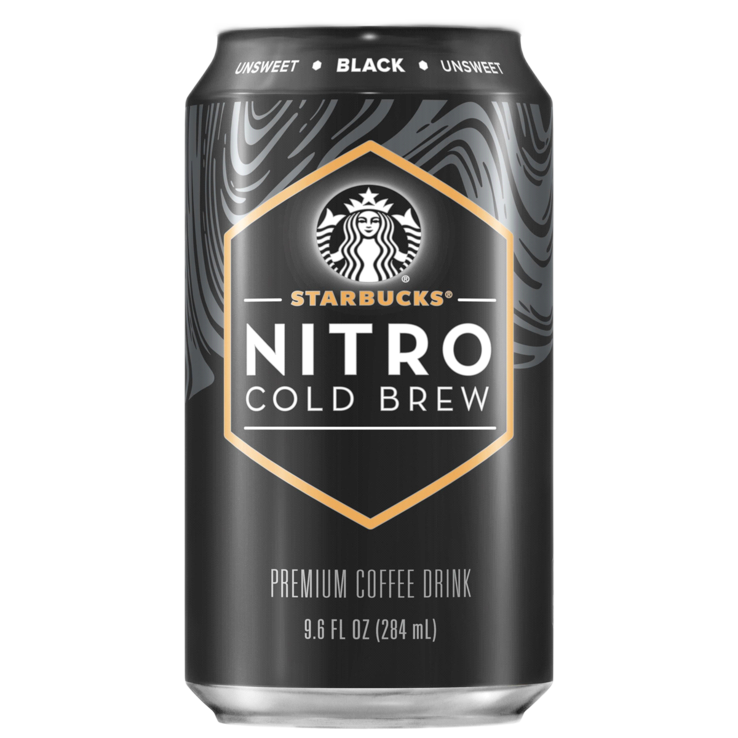 UNSWEET • BLACK • UNSWEET
®
STARBUCKS®
NITRO
COLD BREW
PREMIUM COFFEE DRINK
9.6 FL OZ (284 mL)